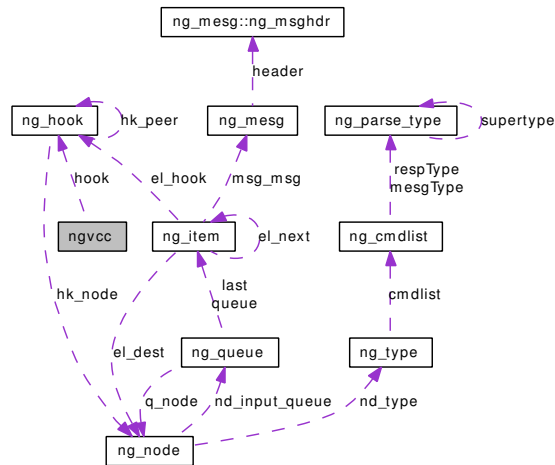 ng_mesg::ng_msghdr
header
ng_hook
hk_peer
ng_mesg
ng_parse_type
supertype
hook
el_hook
msg_msg
respType
mesgType
ngvcc
ng_item
el_next
ng_cmdlist
hk_node
last
queue
cmdlist
el_dest
ng_queue
ng_type
q_node
nd_input_queue
nd_type
ng_node